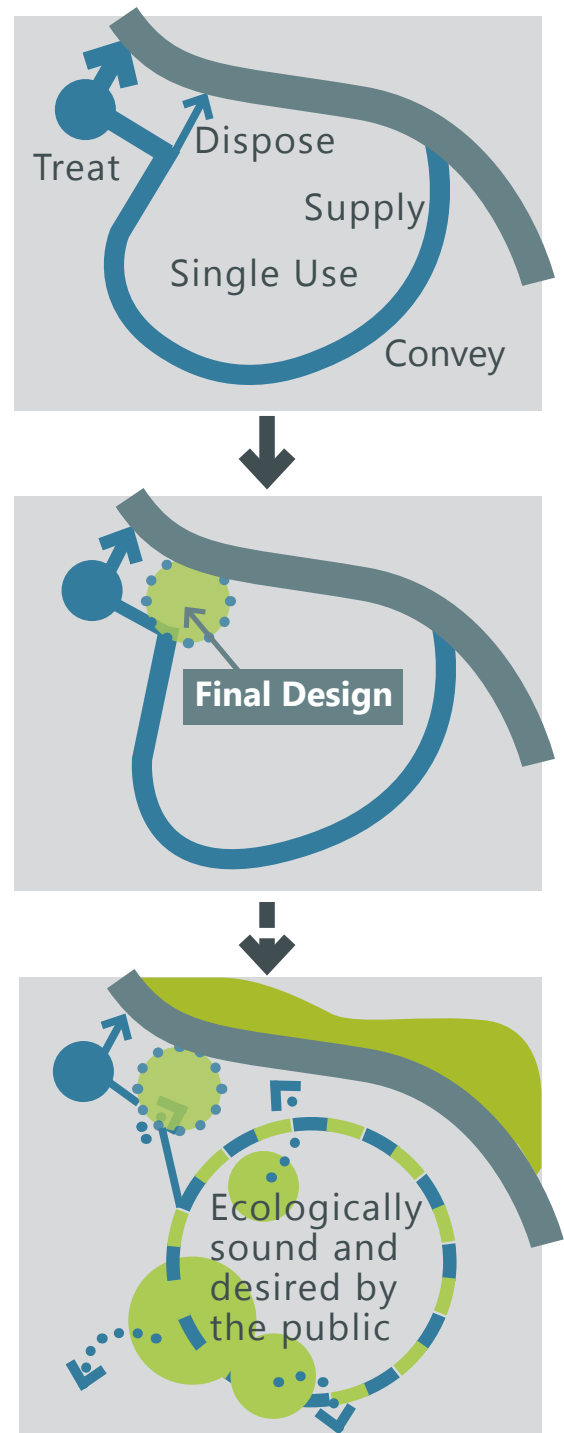 Dispose
Treat
Supply
Single Use
Convey
Final Design
Ecologically
sound and
desired by
the public